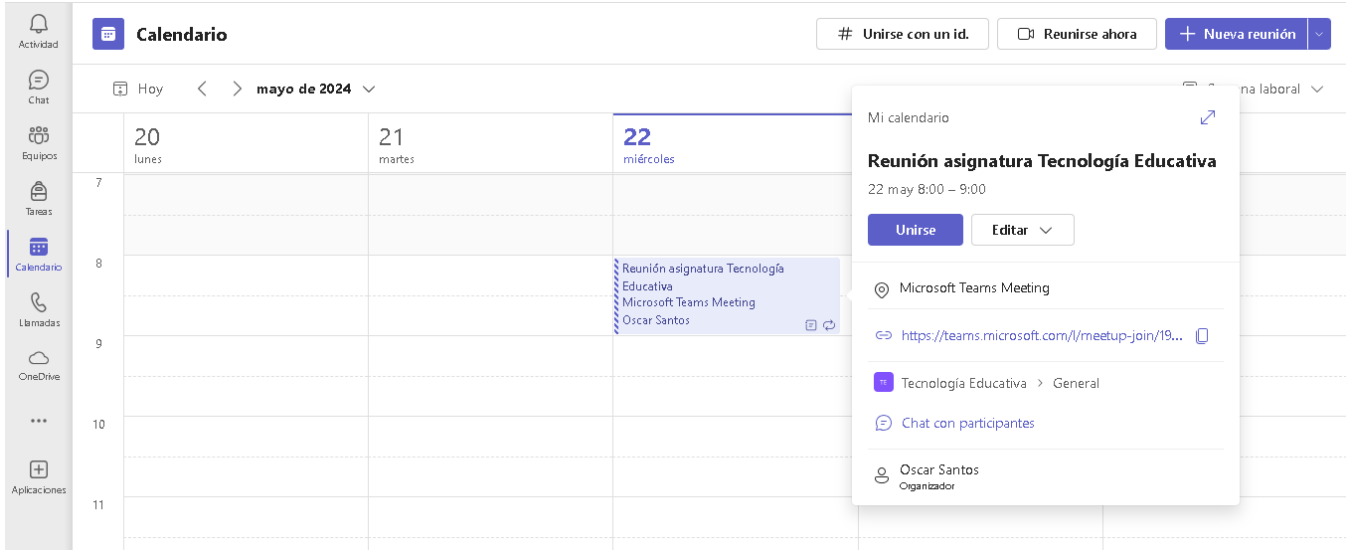 Actividad
Chat
Equipos
Tareas
Calendario
Llamadas
OneDrive
Aplicaciones
Calendario
# Unirse con un id.
Reunirse ahora
Nueva reunión
Hoy
mayo de 2024
na laboral
20
lunes
21
martes
22
miércoles
7
8
9
10
11
Reunión asignatura Tecnología
Educativa
Microsoft Teams Meeting
Oscar Santos
Mi calendario
Reunión asignatura Tecnología Educativa
22 may 8:00 – 9:00
Unirse
Editar
Microsoft Teams Meeting
https://teams.microsoft.com/l/meetup-join/19...
TE
Tecnología Educativa > General
Chat con participantes
Oscar Santos
Organizador